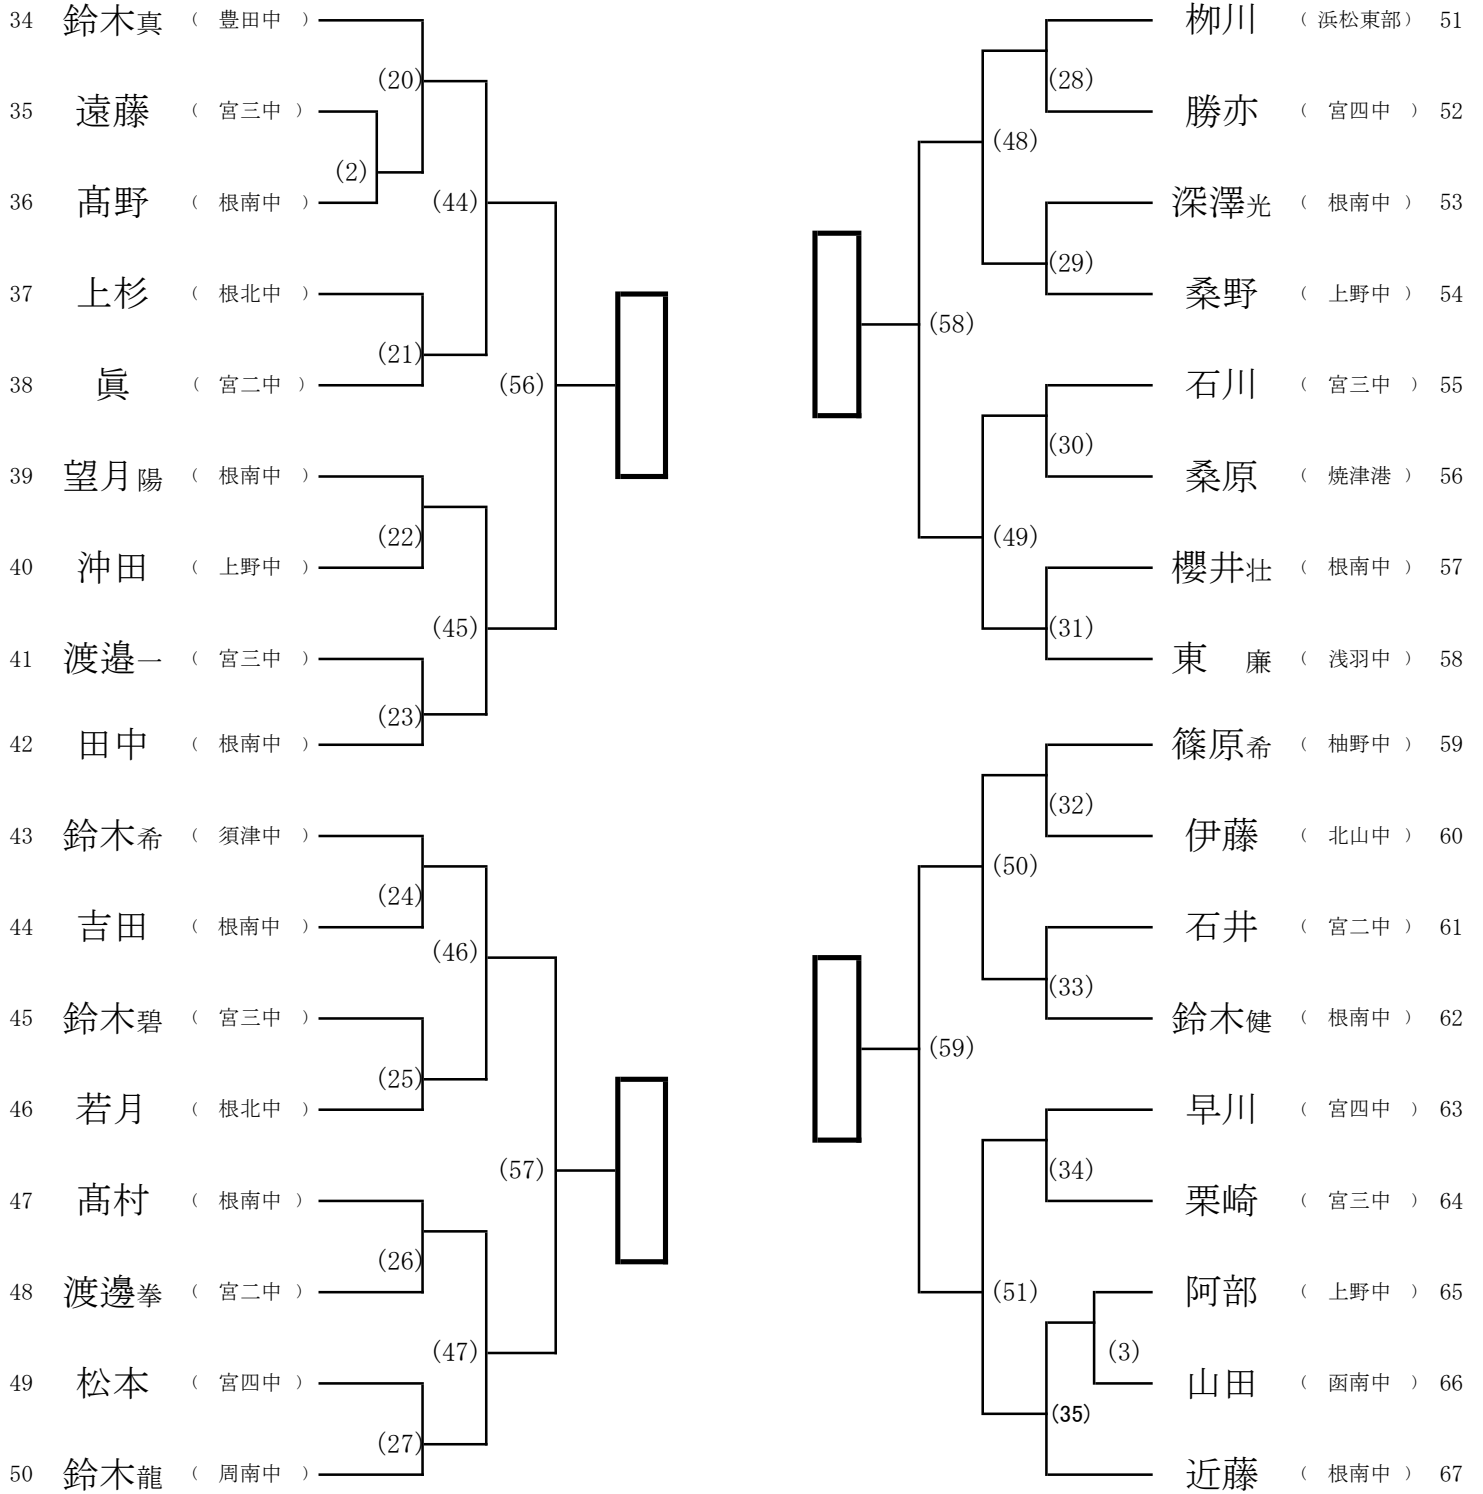 34 鈴木真 （ 豊田中 ）
(20)
35 遠藤 （ 宮三中 ）
(2)
36 髙野 （ 根南中 ）
(44)
37 上杉 （ 根北中 ）
(21)
38 眞 （ 宮二中 ）
(56)
39 望月陽 （ 根南中 ）
(22)
40 沖田 （ 上野中 ）
(45)
41 渡邉一 （ 宮三中 ）
(23)
42 田中 （ 根南中 ）
43 鈴木希 （ 須津中 ）
(24)
44 吉田 （ 根南中 ）
(46)
45 鈴木碧 （ 宮三中 ）
(25)
46 若月 （ 根北中 ）
(57)
47 髙村 （ 根南中 ）
(26)
48 渡邊拳 （ 宮二中 ）
(47)
49 松本 （ 宮四中 ）
(27)
50 鈴木龍 （ 周南中 ）
栁川 （ 浜松東部 ） 51
(28)
勝亦 （ 宮四中 ） 52
(48)
深澤光 （ 根南中 ） 53
(29)
桑野 （ 上野中 ） 54
(58)
石川 （ 宮三中 ） 55
(30)
桑原 （ 焼津港 ） 56
(49)
櫻井壮 （ 根南中 ） 57
(31)
東 廉 （ 浅羽中 ） 58
篠原希 （ 柚野中 ） 59
(32)
伊藤 （ 北山中 ） 60
(50)
石井 （ 宮二中 ） 61
(33)
鈴木健 （ 根南中 ） 62
(59)
早川 （ 宮四中 ） 63
(34)
栗崎 （ 宮三中 ） 64
(51)
阿部 （ 上野中 ） 65
(3)
山田 （ 函南中 ） 66
(35)
近藤 （ 根南中 ） 67